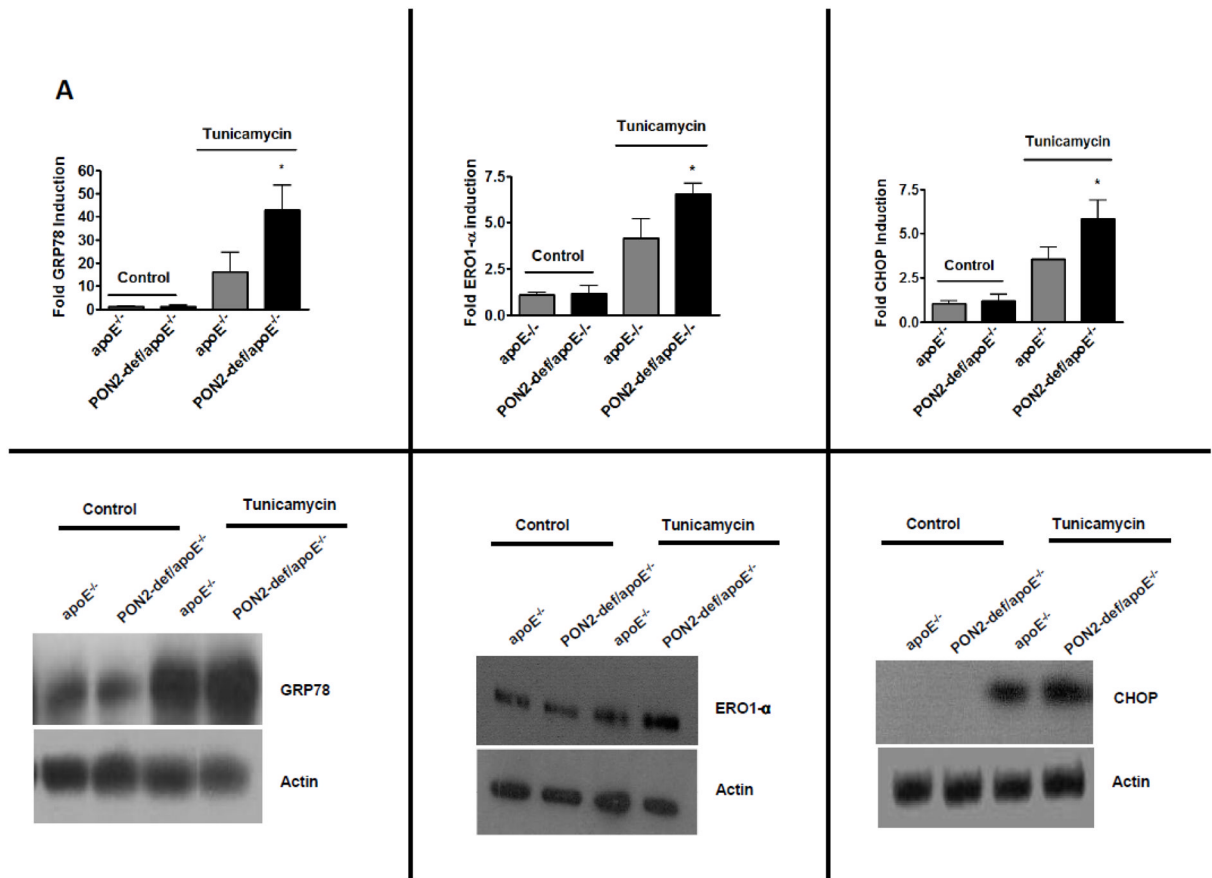 A
Tunicamycin
*
Fold GRP78 Induction
60
50
40
30
20
10
0
Control
apoE-/-
PON2-def/apoE-/-
apoE-/-
PON2-def/apoE-/-
Tunicamycin
*
Fold ERO1-α induction
7.5
5.0
2.5
0.0
Control
apoE-/-
PON2-def/apoE-/-
apoE-/-
PON2-def/apoE-/-
Tunicamycin
*
Fold CHOP Induction
7.5
5.0
2.5
0.0
Control
apoE-/-
PON2-def/apoE-/-
apoE-/-
PON2-def/apoE-/-
Control
Tunicamycin
apoE-/-
PON2-def/apoE-/-
apoE-/-
PON2-def/apoE-/-
GRP78
Actin
Control
Tunicamycin
apoE-/-
PON2-def/apoE-/-
apoE-/-
PON2-def/apoE-/-
ERO1-α
Actin
Control
Tunicamycin
apoE-/-
PON2-def/apoE-/-
apoE-/-
PON2-def/apoE-/-
CHOP
Actin